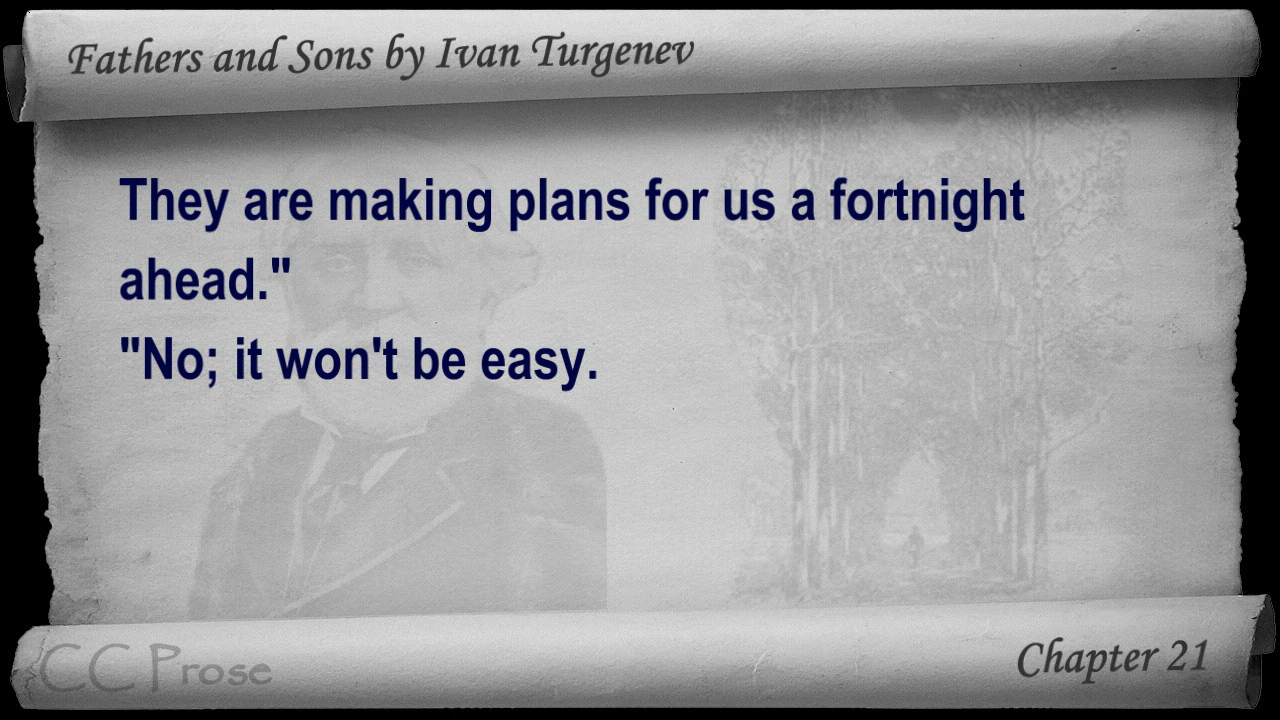 Fathers and Sons by Ivan Turgenev
They are making plans for us a fortnight
ahead."
"No; it won't be easy.
CC Prose
Chapter 21